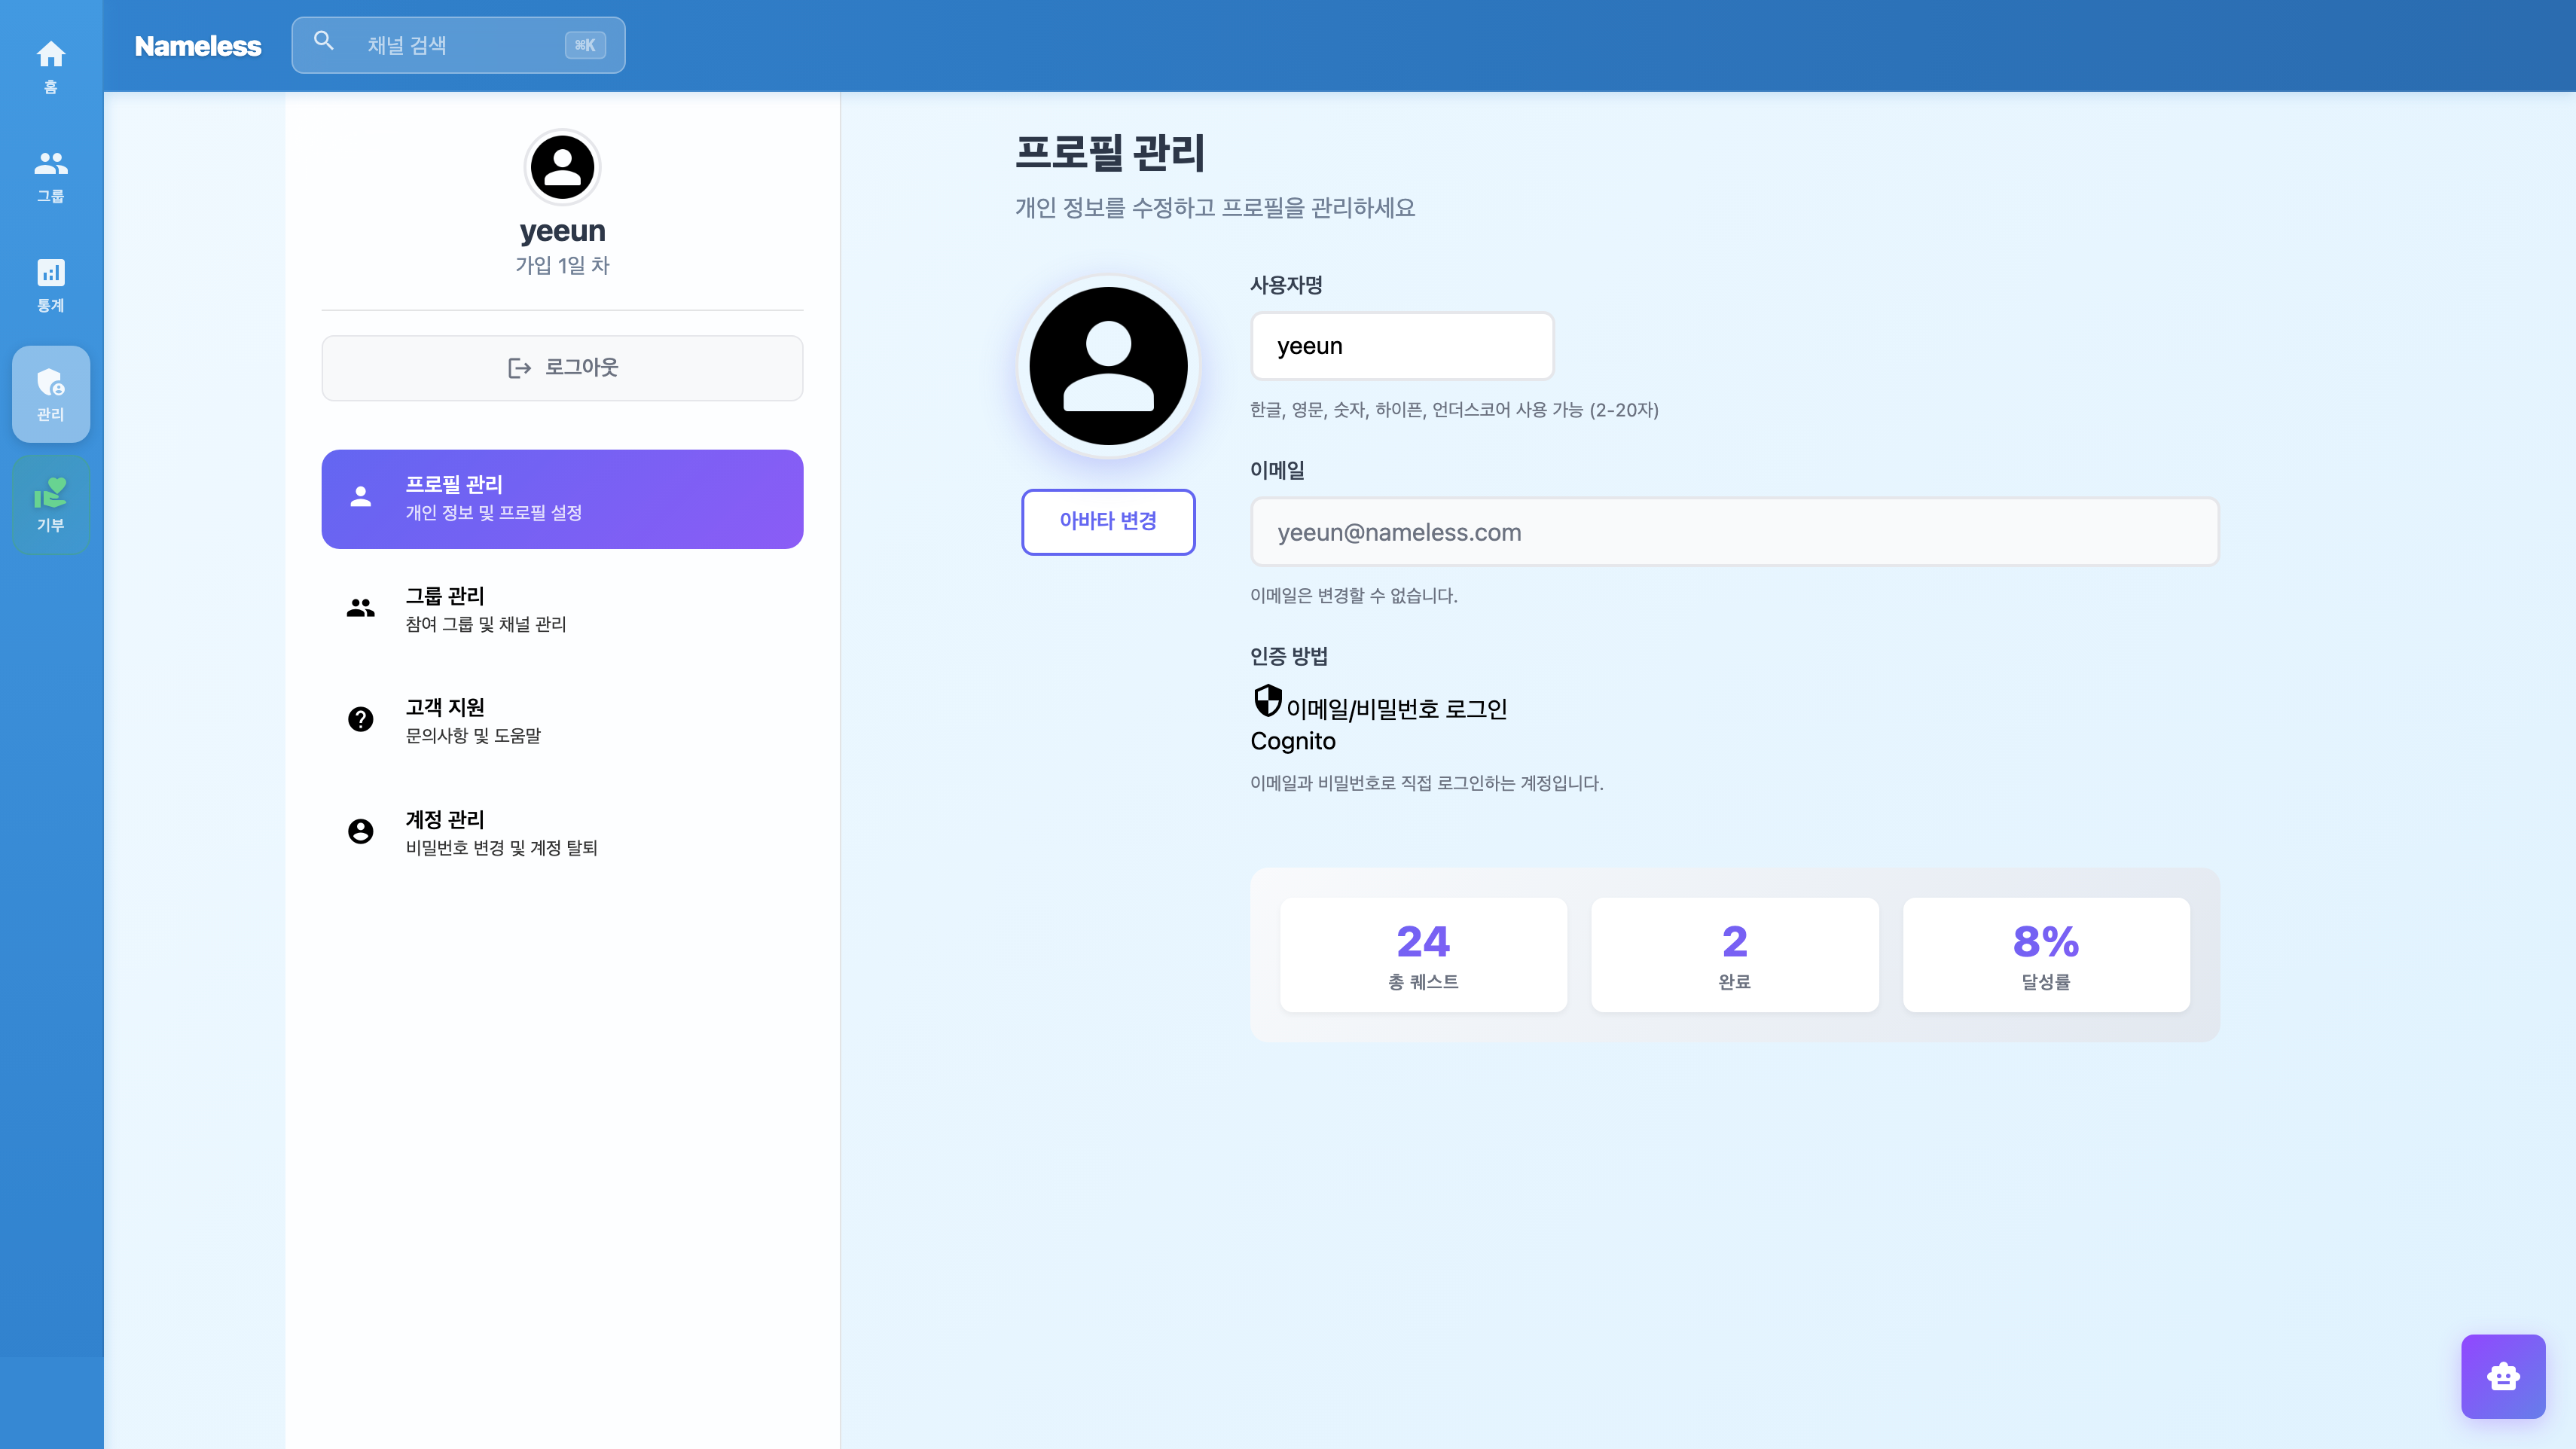 Nameless
채널 검색
⌘K
홈
그룹
통계
관리
기부
yeeun
가입 1일 차
로그아웃
프로필 관리
개인 정보 및 프로필 설정
그룹 관리
참여 그룹 및 채널 관리
고객 지원
문의사항 및 도움말
계정 관리
비밀번호 변경 및 계정 탈퇴
프로필 관리
개인 정보를 수정하고 프로필을 관리하세요
아바타 변경
사용자명
yeeun
한글, 영문, 숫자, 하이픈, 언더스코어 사용 가능 (2-20자)
이메일
yeeun@nameless.com
이메일은 변경할 수 없습니다.
인증 방법
이메일/비밀번호 로그인
Cognito
이메일과 비밀번호로 직접 로그인하는 계정입니다.
24
총 퀘스트
2
완료
8%
달성률